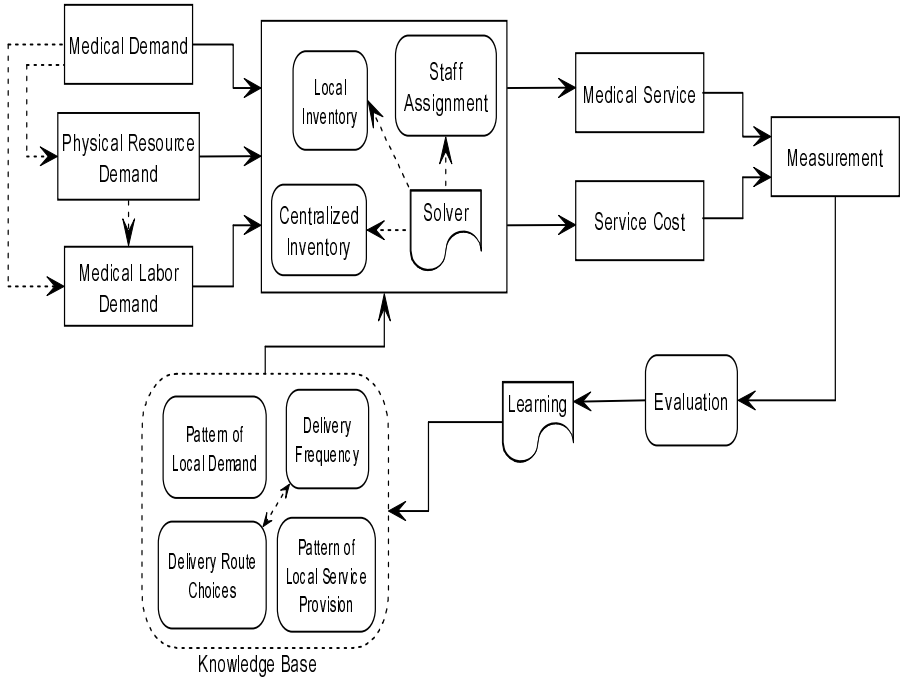 Medical Demand
Physical Resource
Demand
Medical Labor
Demand
Local
Inventory
Staff
Assignment
Centralized
Inventory
Solver
Medical Service
Service Cost
Measurement
Evaluation
Learning
Pattern of
Local Demand
Delivery
Frequency
Delivery Route
Choices
Pattern of
Local Service
Provision
Knowledge Base